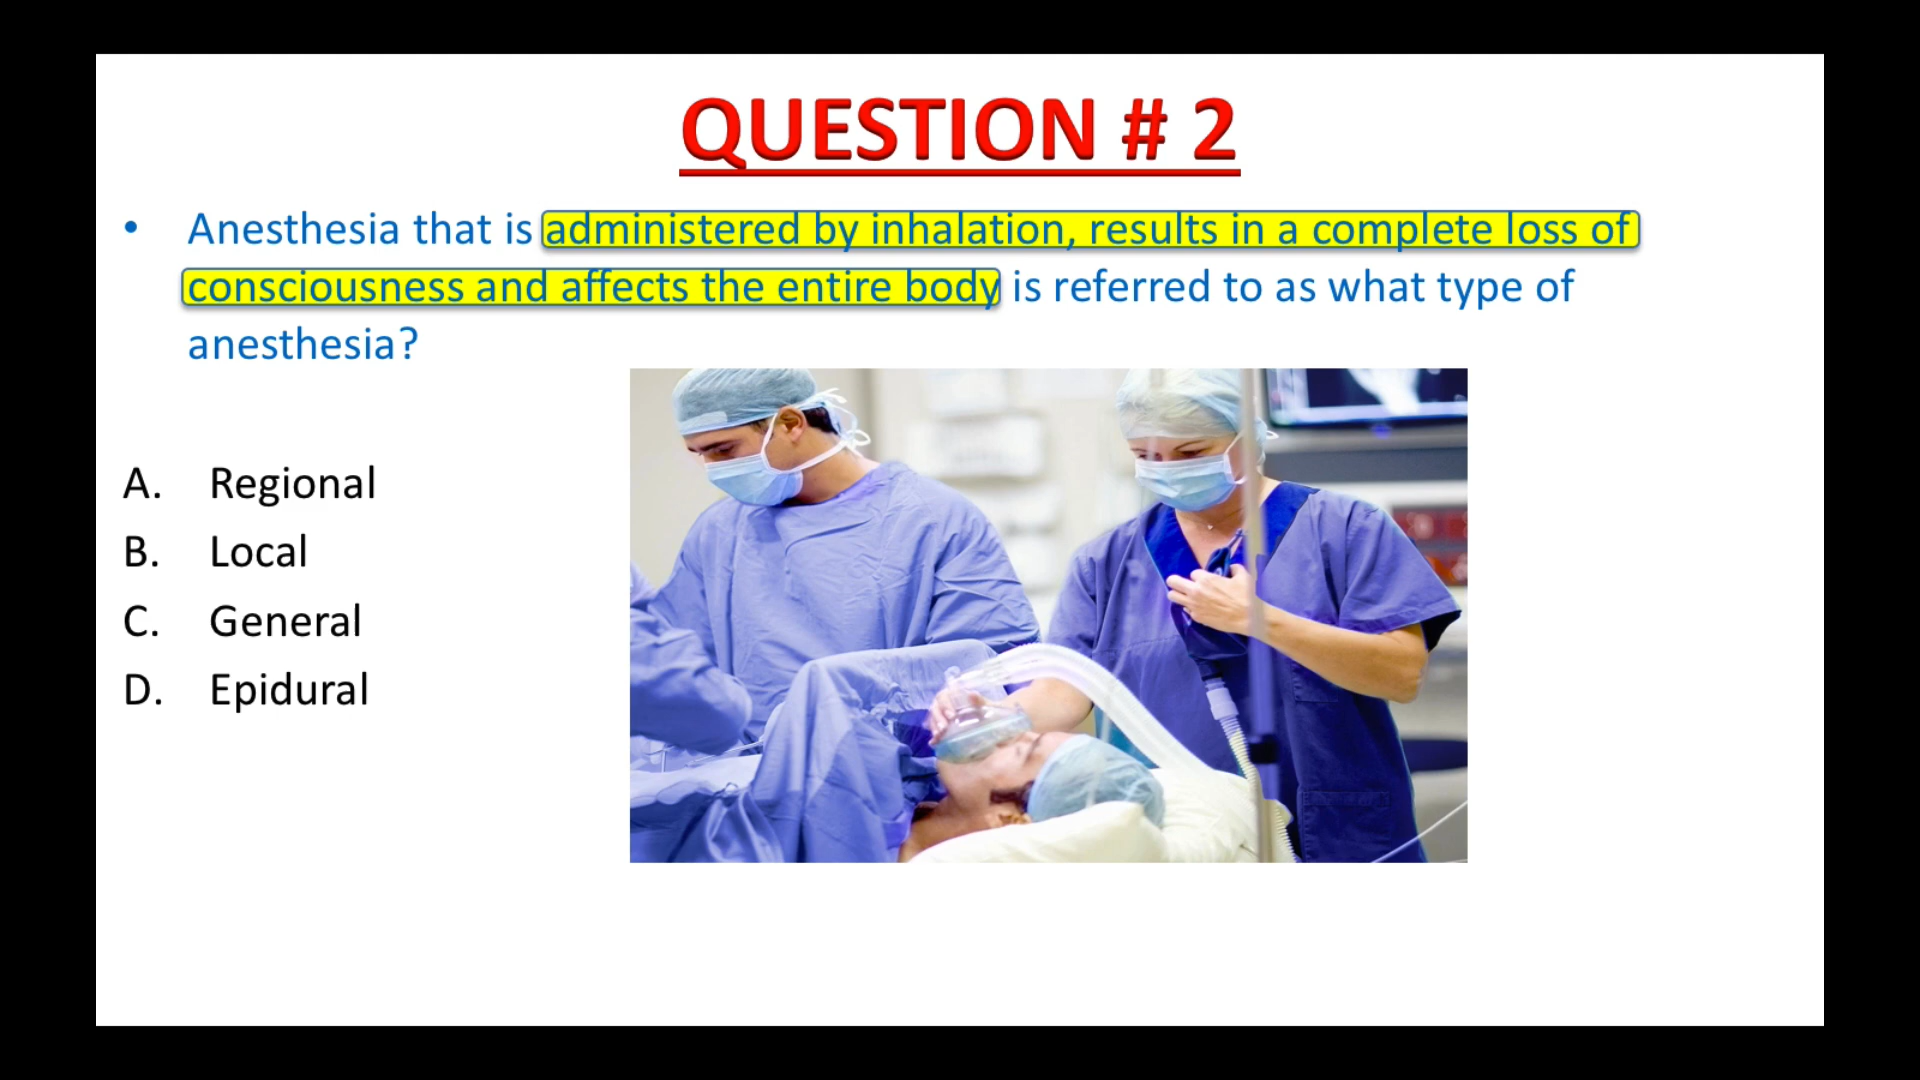 QUESTION # 2
• Anesthesia that is administered by inhalation, results in a complete loss of
consciousness and affects the entire body is referred to as what type of
anesthesia?
A. Regional
B. Local
C. General
D. Epidural